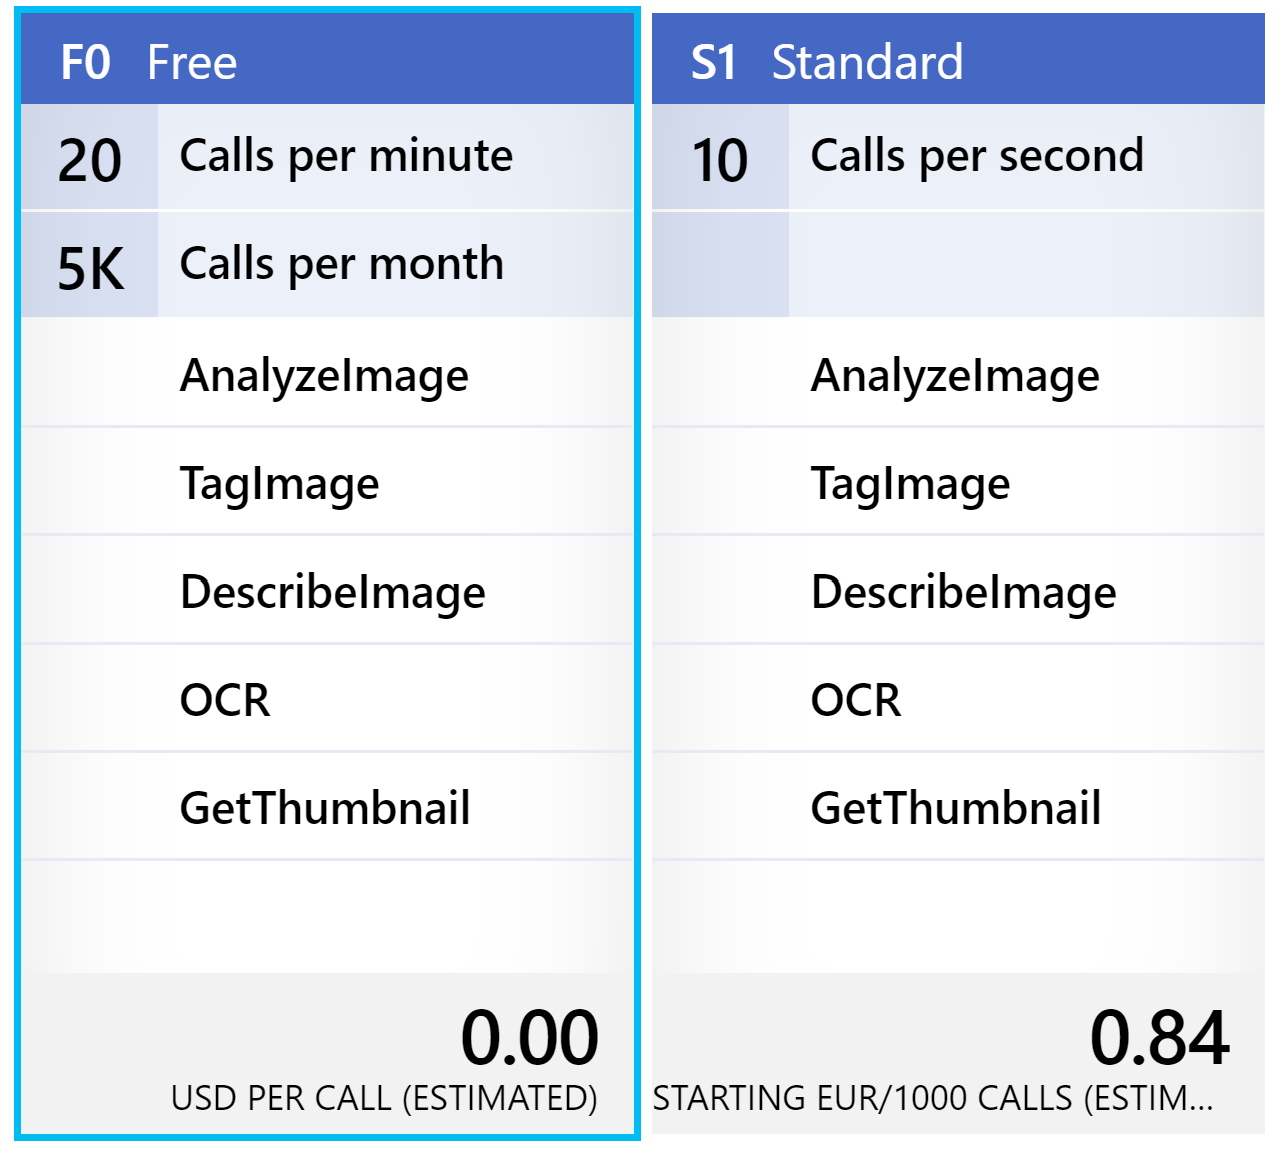 F0 Free
20 Calls per minute
5K Calls per month
AnalyzeImage
TagImage
DescribeImage
OCR
GetThumbnail
0.00
USD PER CALL (ESTIMATED)
S1 Standard
10 Calls per second
AnalyzeImage
TagImage
DescribeImage
OCR
GetThumbnail
0.84
STARTING EUR/1000 CALLS (ESTIM...